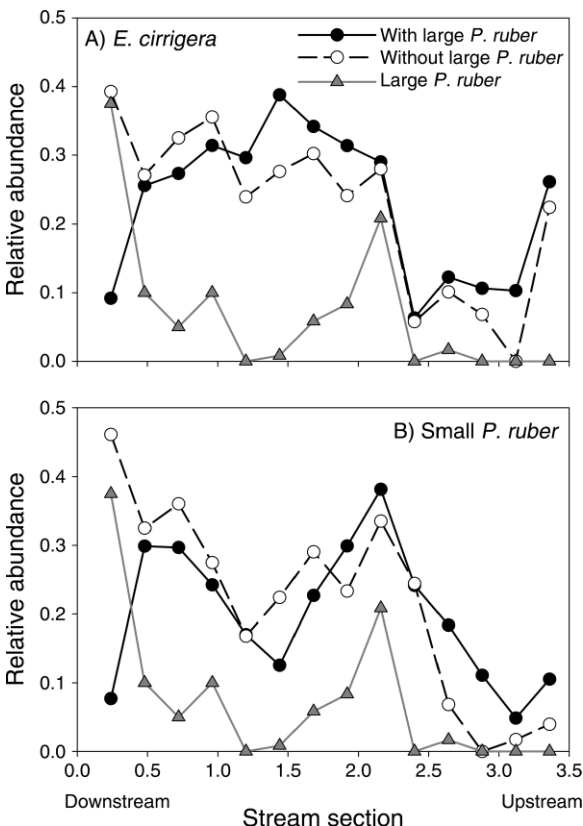 0.5
A) E. cirrigera
With large P. ruber
Without large P. ruber
Large P. ruber
0.4
0.3
0.2
0.1
0.0
Relative abundance
0.5
B) Small P. ruber
0.4
0.3
0.2
0.1
0.0
Relative abundance
0.0 0.5 1.0 1.5 2.0 2.5 3.0 3.5
Downstream Upstream
Stream section